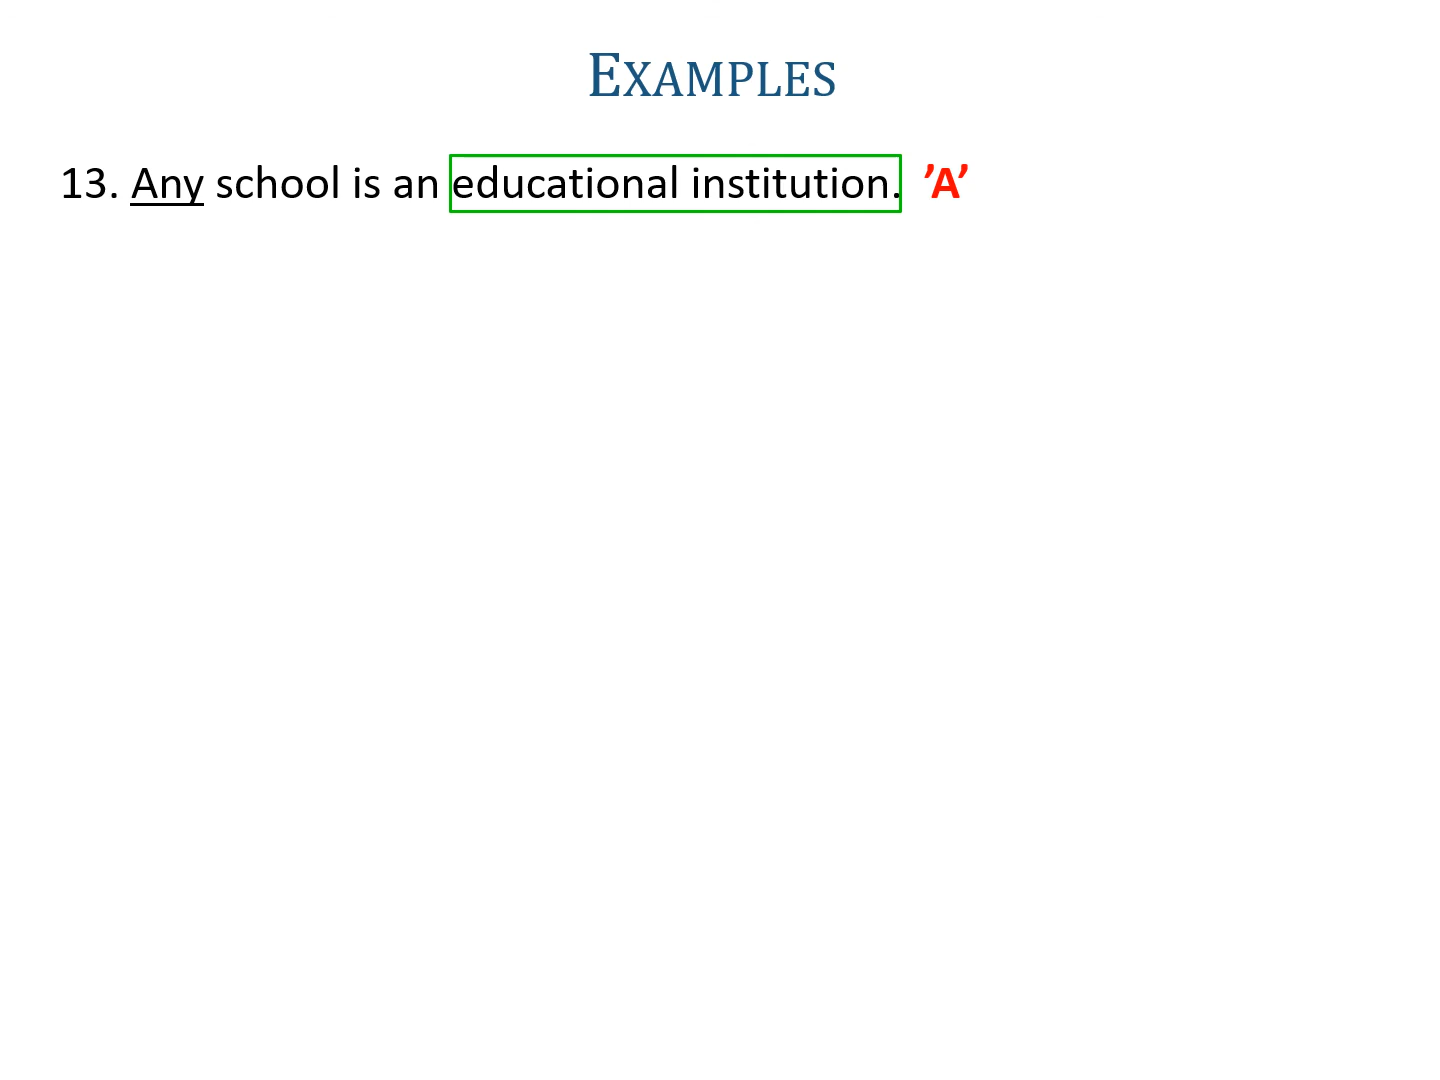 EXAMPLES
13. Any school is an educational institution. ’A’